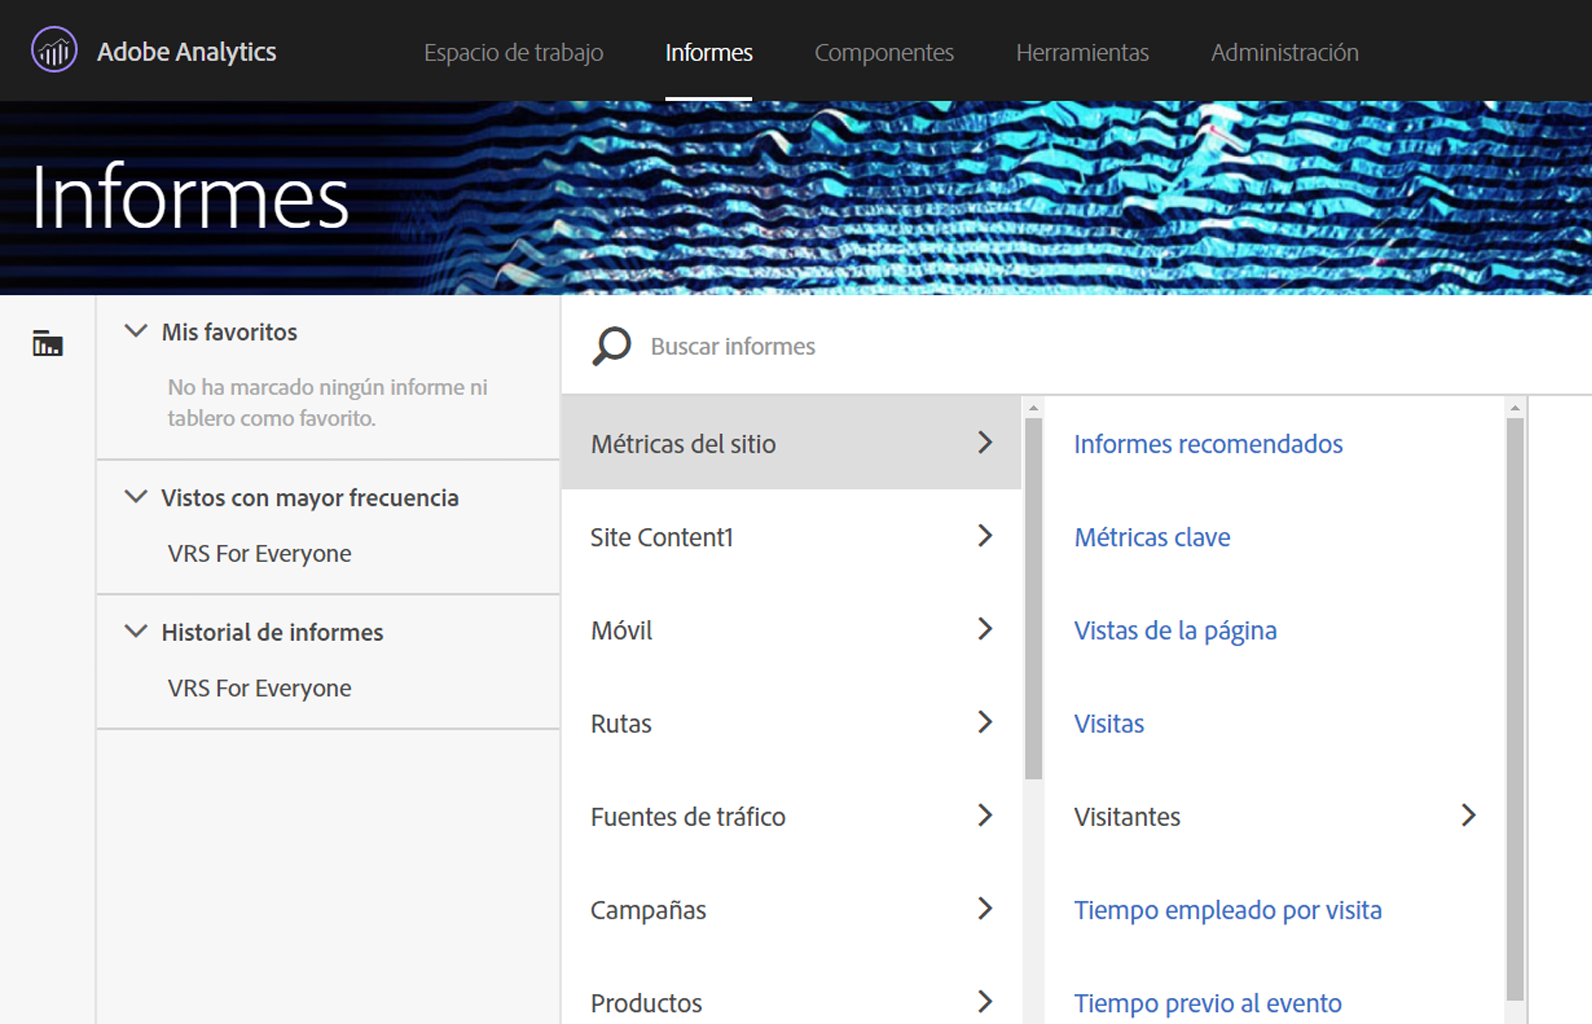 Adobe Analytics
Espacio de trabajo
Informes
Componentes
Herramientas
Administración
Informes
Mis favoritos
No ha marcado ningún informe ni
tablero como favorito.
Vistos con mayor frecuencia
VRS For Everyone
Historial de informes
VRS For Everyone
Buscar informes
Métricas del sitio
Site Content1
Móvil
Rutas
Fuentes de tráfico
Campañas
Productos
Informes recomendados
Métricas clave
Vistas de la página
Visitas
Visitantes
Tiempo empleado por visita
Tiempo previo al evento